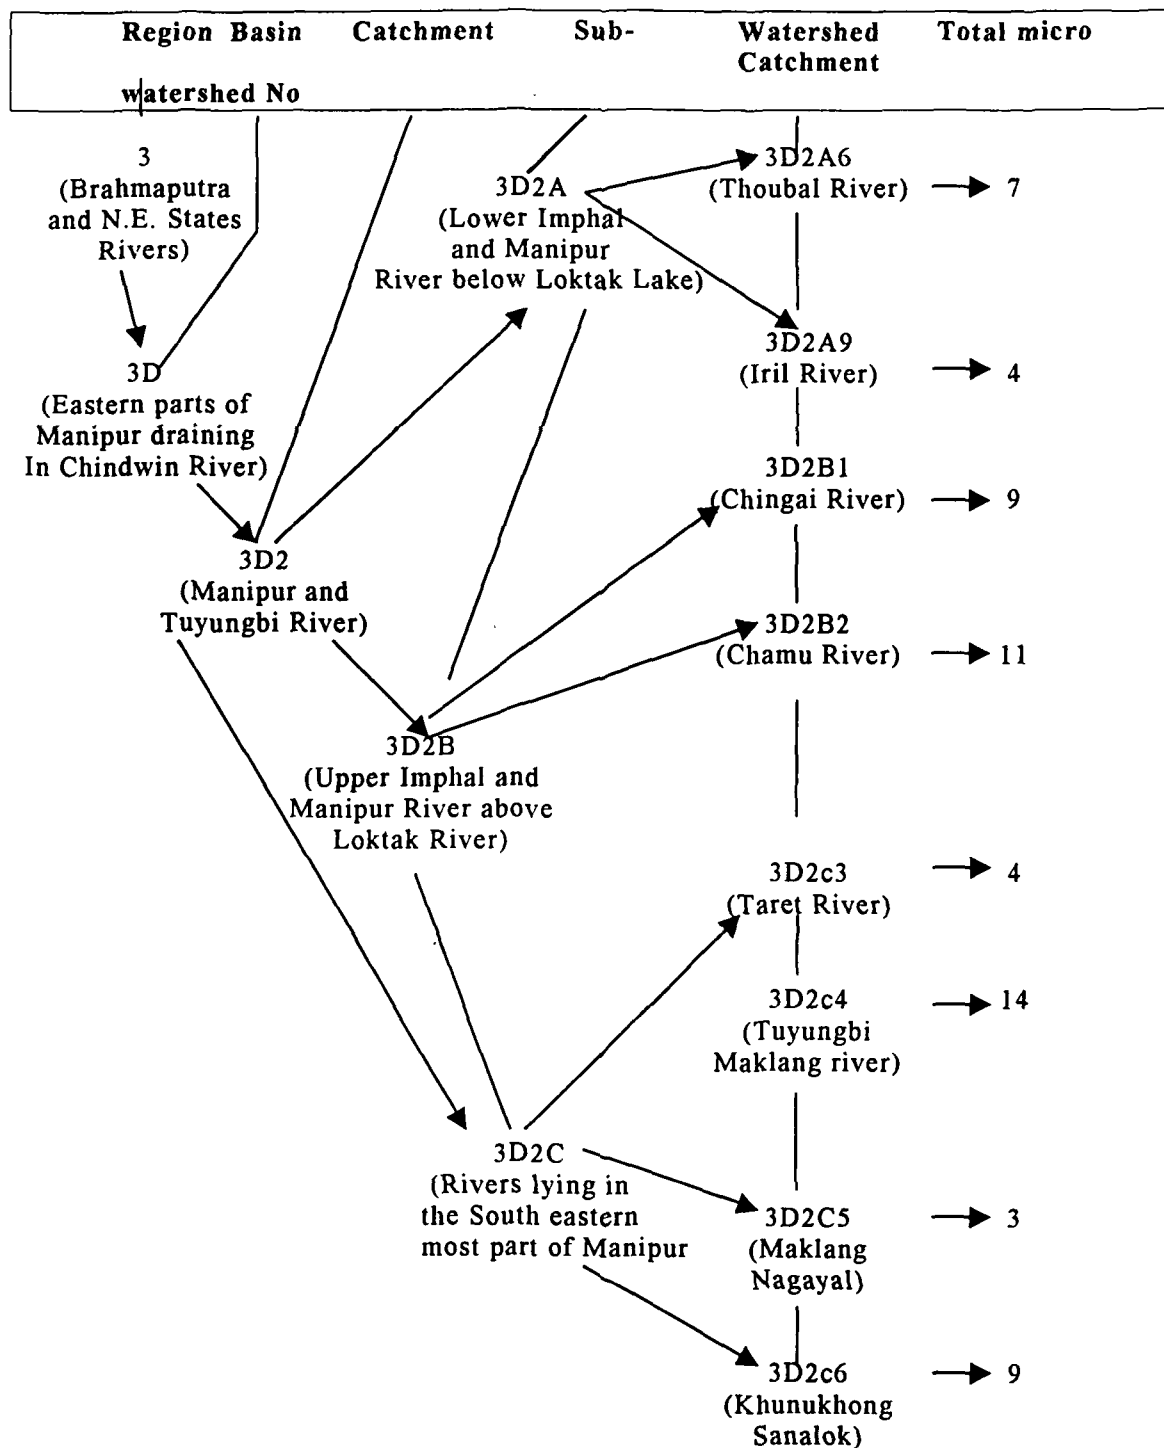 Region Basin Catchment Sub- Watershed Total micro
Catchment
watershed No
3
(Brahmaputra
and N.E. States
Rivers)
3D
(Eastern parts of
Manipur draining
In Chindwin River)
3D2
(Manipur and
Tuyungbi River)
3D2A
(Lower Imphal
and Manipur
River below Loktak Lake)
3D2B
(Upper Imphal and
Manipur River above
Loktak River)
3D2C
(Rivers lying in
the South eastern
most part of Manipur
3D2A6
(Thoubal River) 7
3D2A9
(Iril River) 4
3D2B1
(Chingai River) 9
3D2B2
(Chamu River) 11
3D2c3 4
(Taret River)
3D2c4 14
(Tuyungbi
Maklang river)
3D2C5 3
(Maklang
Nagayal)
3D2c6 9
(Khunukhong
Sanalok)